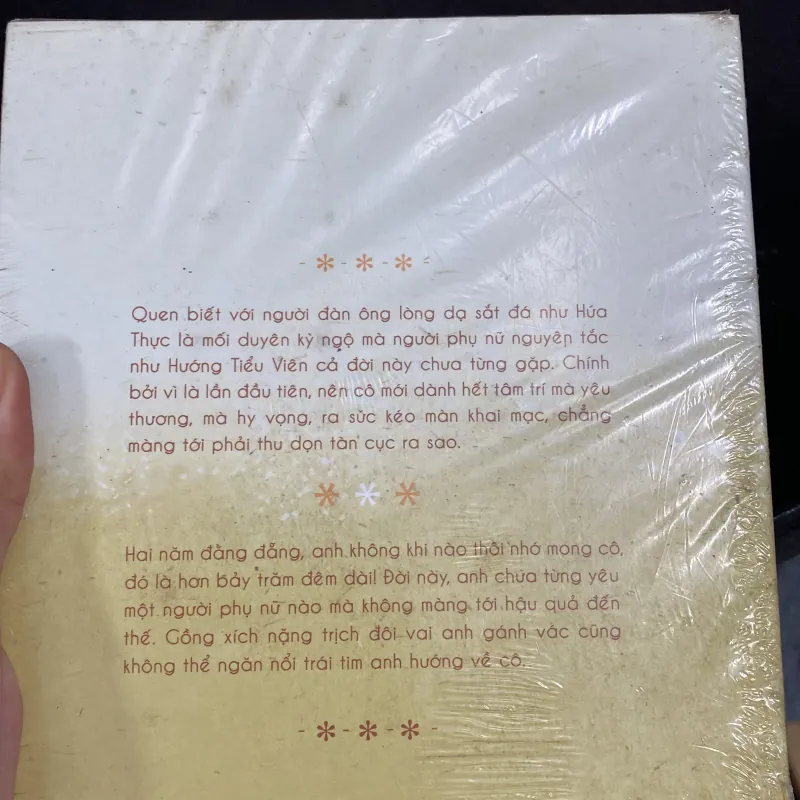 Quen biết với người đàn ông lòng dạ sắt đá như Hứa
Thực là mối duyên kỳ ngộ mà người phụ nữ nguyên tắc
như Hướng Tiểu Viên cả đời này chưa từng gặp. Chính
bởi vì là lần đầu tiên, nên cô mới dành hết tâm trí mà yêu
thương, mà hy vọng, ra sức kéo màn khai mạc, chẳng
màng tới phải thu dọn tàn cục ra sao.
Hai năm đằng đẵng, anh không khi nào thôi nhớ mong cô,
đó là hơn bảy trăm đêm dài! Đời này, anh chưa từng yêu
một người phụ nữ nào mà không màng tới hậu quả đến
thế. Gồng xích nặng trịch đôi vai anh gánh vác cũng
không thể ngăn nổi trái tim anh hướng về cô.